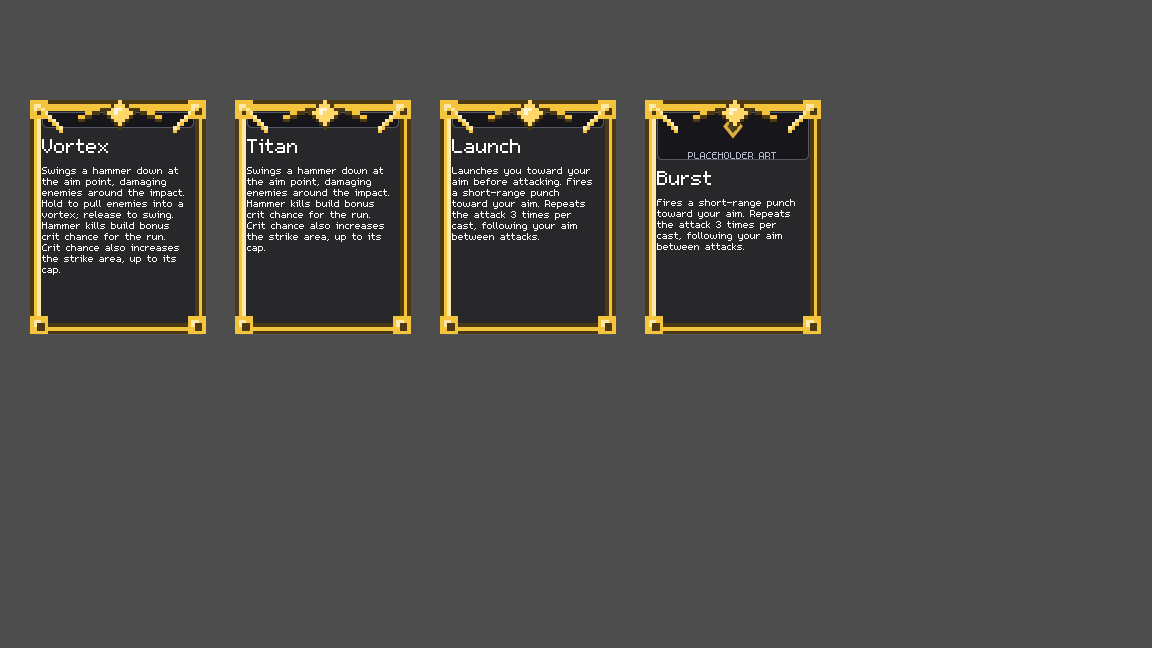 Vortex
Swings a hammer down at
the aim point, damaging
enemies around the impact.
Hold to pull enemies into a
vortex; release to swing.
Hammer kills build bonus
crit chance for the run.
Crit chance also increases
the strike area, up to its
cap.
Titan
Swings a hammer down at
the aim point, damaging
enemies around the impact.
Hammer kills build bonus
crit chance for the run.
Crit chance also increases
the strike area, up to its
cap.
Launch
Launches you toward your
aim before attacking. Fires
a short-range punch
toward your aim. Repeats
the attack 3 times per
cast, following your aim
between attacks.
PLACEHOLDER ART
Burst
Fires a short-range punch
toward your aim. Repeats
the attack 3 times per
cast, following your aim
between attacks.